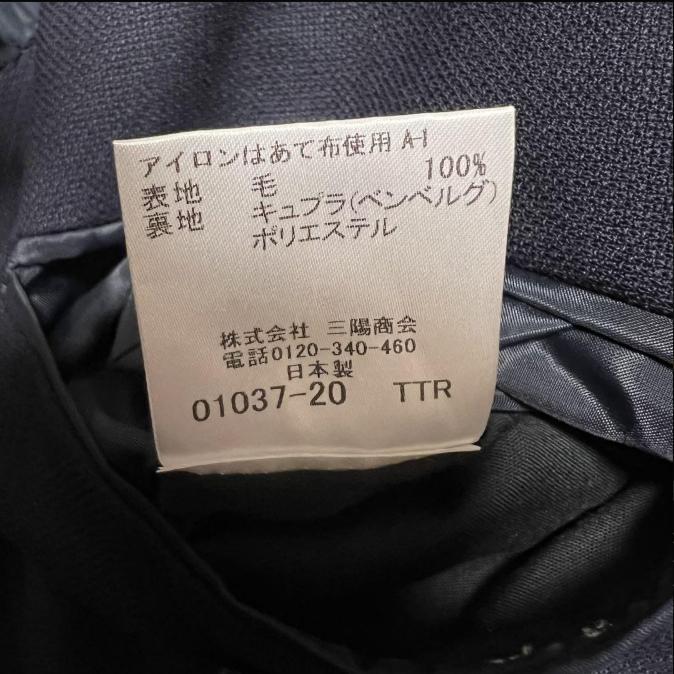 アイロンはあて布使用 A-1
表地 毛 100%
裏地 キュプラ(ベンベルグ)
ポリエステル
株式会社 三陽商会
電話0120-340-460
日本製
01037-20 TTR